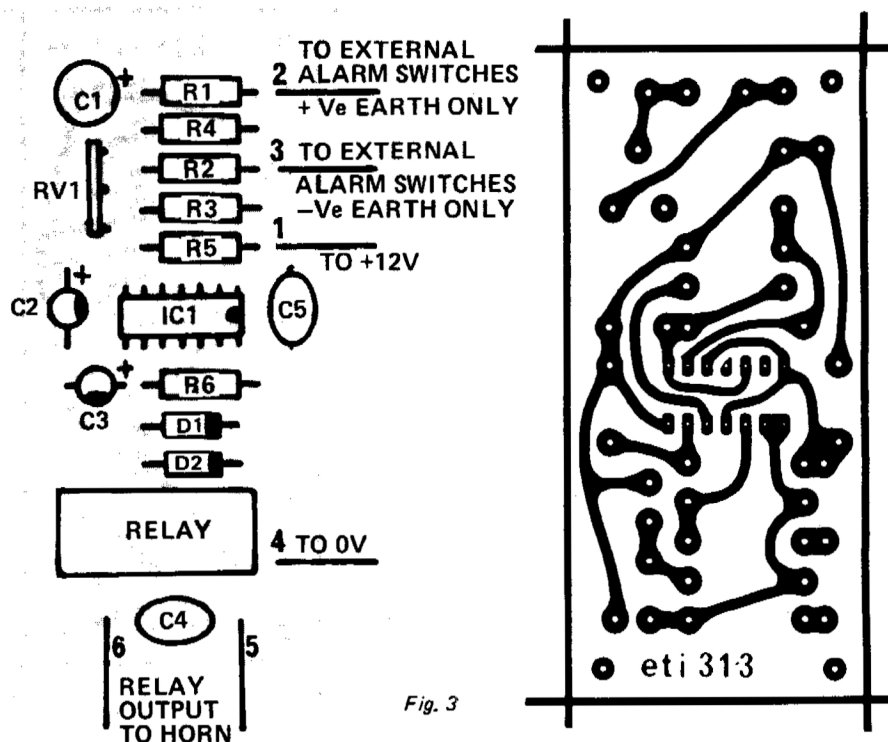 TO EXTERNAL
2 ALARM SWITCHES
+ Ve EARTH ONLY
C1 +
R1
R4
3 TO EXTERNAL
R2
ALARM SWITCHES
RV1
-Ve EARTH ONLY
R3
1
R5
TO +12V
C2 +
IC1
C5
+
R6
C3
D1
D2
RELAY
4 TO 0V
C4
6
5
RELAY
OUTPUT
TO HORN
Fig. 3
eti 313